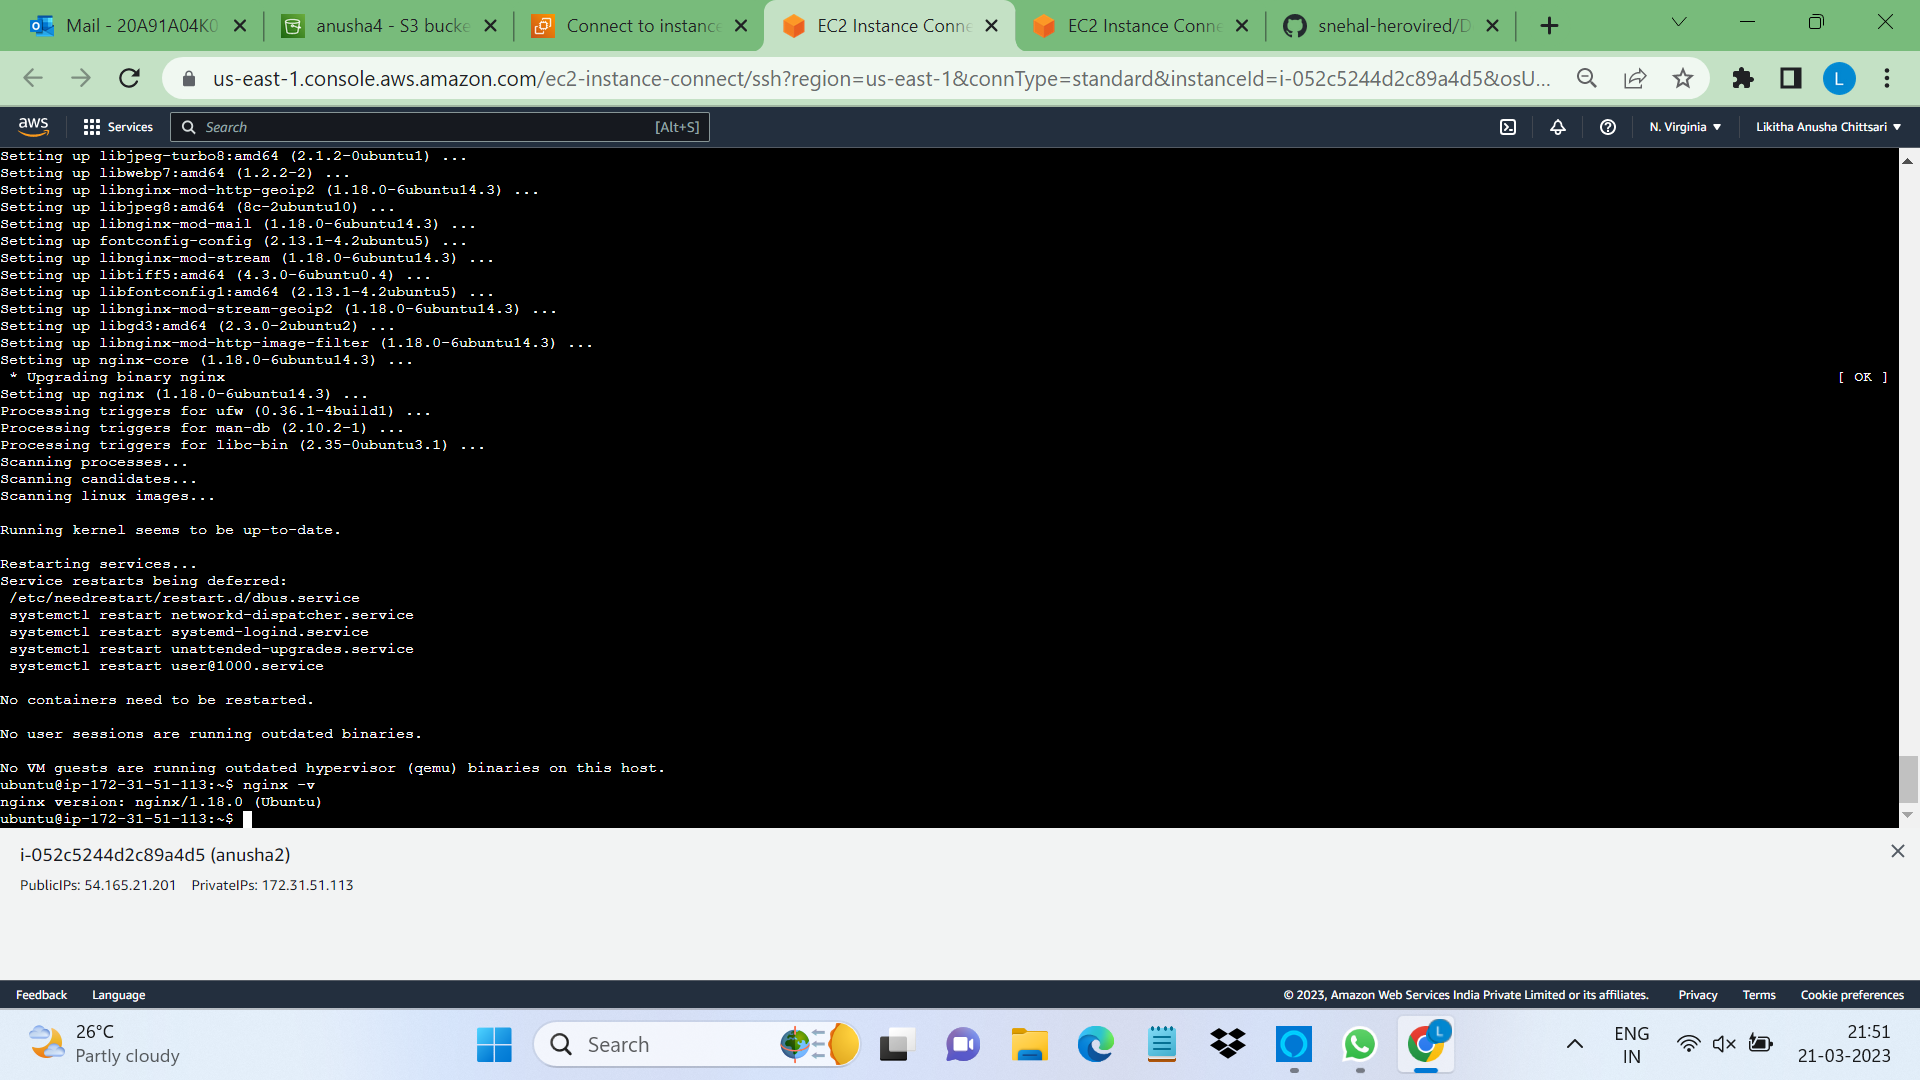 Mail - 20A91A04K0
anusha4 - S3 bucke
Connect to instance
EC2 Instance Conne
EC2 Instance Conne
snehal-herovired/D
us-east-1.console.aws.amazon.com/ec2-instance-connect/ssh?region=us-east-1&connType=standard&instanceId=i-052c5244d2c89a4d5&osU...
L
aws
Services
Search
[Alt+S]
N. Virginia
Likitha Anusha Chittsari
Setting up libjpeg-turbo8:amd64 (2.1.2-0ubuntu1) ...
Setting up libwebp7:amd64 (1.2.2-2) ...
Setting up libnginx-mod-http-geoip2 (1.18.0-6ubuntu14.3) ...
Setting up libjpeg8:amd64 (8c-2ubuntu10) ...
Setting up libnginx-mod-mail (1.18.0-6ubuntu14.3) ...
Setting up fontconfig-config (2.13.1-4.2ubuntu5) ...
Setting up libnginx-mod-stream (1.18.0-6ubuntu14.3) ...
Setting up libtiff5:amd64 (4.3.0-6ubuntu0.4) ...
Setting up libfontconfig1:amd64 (2.13.1-4.2ubuntu5) ...
Setting up libnginx-mod-stream-geoip2 (1.18.0-6ubuntu14.3) ...
Setting up libgd3:amd64 (2.3.0-2ubuntu2) ...
Setting up libnginx-mod-http-image-filter (1.18.0-6ubuntu14.3) ...
Setting up nginx-core (1.18.0-6ubuntu14.3) ...
* Upgrading binary nginx [ OK ]
Setting up nginx (1.18.0-6ubuntu14.3) ...
Processing triggers for ufw (0.36.1-4build1) ...
Processing triggers for man-db (2.10.2-1) ...
Processing triggers for libc-bin (2.35-0ubuntu3.1) ...
Scanning processes...
Scanning candidates...
Scanning linux images...
Running kernel seems to be up-to-date.
Restarting services...
Service restarts being deferred:
/etc/needrestart/restart.d/dbus.service
systemctl restart networkd-dispatcher.service
systemctl restart systemd-logind.service
systemctl restart unattended-upgrades.service
systemctl restart user@1000.service
No containers need to be restarted.
No user sessions are running outdated binaries.
No VM guests are running outdated hypervisor (qemu) binaries on this host.
ubuntu@ip-172-31-51-113:~$ nginx -v
nginx version: nginx/1.18.0 (Ubuntu)
ubuntu@ip-172-31-51-113:~$
i-052c5244d2c89a4d5 (anusha2)
PublicIPs: 54.165.21.201 PrivateIPs: 172.31.51.113
Feedback
Language
© 2023, Amazon Web Services India Private Limited or its affiliates.
Privacy
Terms
Cookie preferences
26°C
Partly cloudy
Search
L
ENG
IN
21:51
21-03-2023